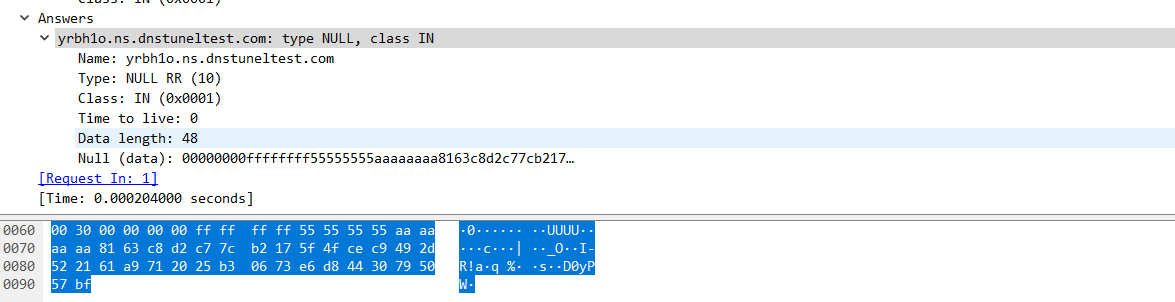 Class: IN (0x0001)
Answers
yrbh1o.ns.dnstuneltest.com: type NULL, class IN
Name: yrbh1o.ns.dnstuneltest.com
Type: NULL RR (10)
Class: IN (0x0001)
Time to live: 0
Data length: 48
Null (data): 00000000ffffffff55555555aaaaaaaa8163c8d2c77cb217…
[Request In: 1]
[Time: 0.000204000 seconds]
0060 00 30 00 00 00 00 ff ff ff ff 55 55 55 55 aa aa ·0······ ··UUUU··
0070 aa aa 81 63 c8 d2 c7 7c b2 17 5f 4f ce c9 49 2d ···c···| ··_O··I-
0080 52 21 61 a9 71 20 25 b3 06 73 e6 d8 44 30 79 50 R!a·q %· ·s··D0yP
0090 57 bf W·